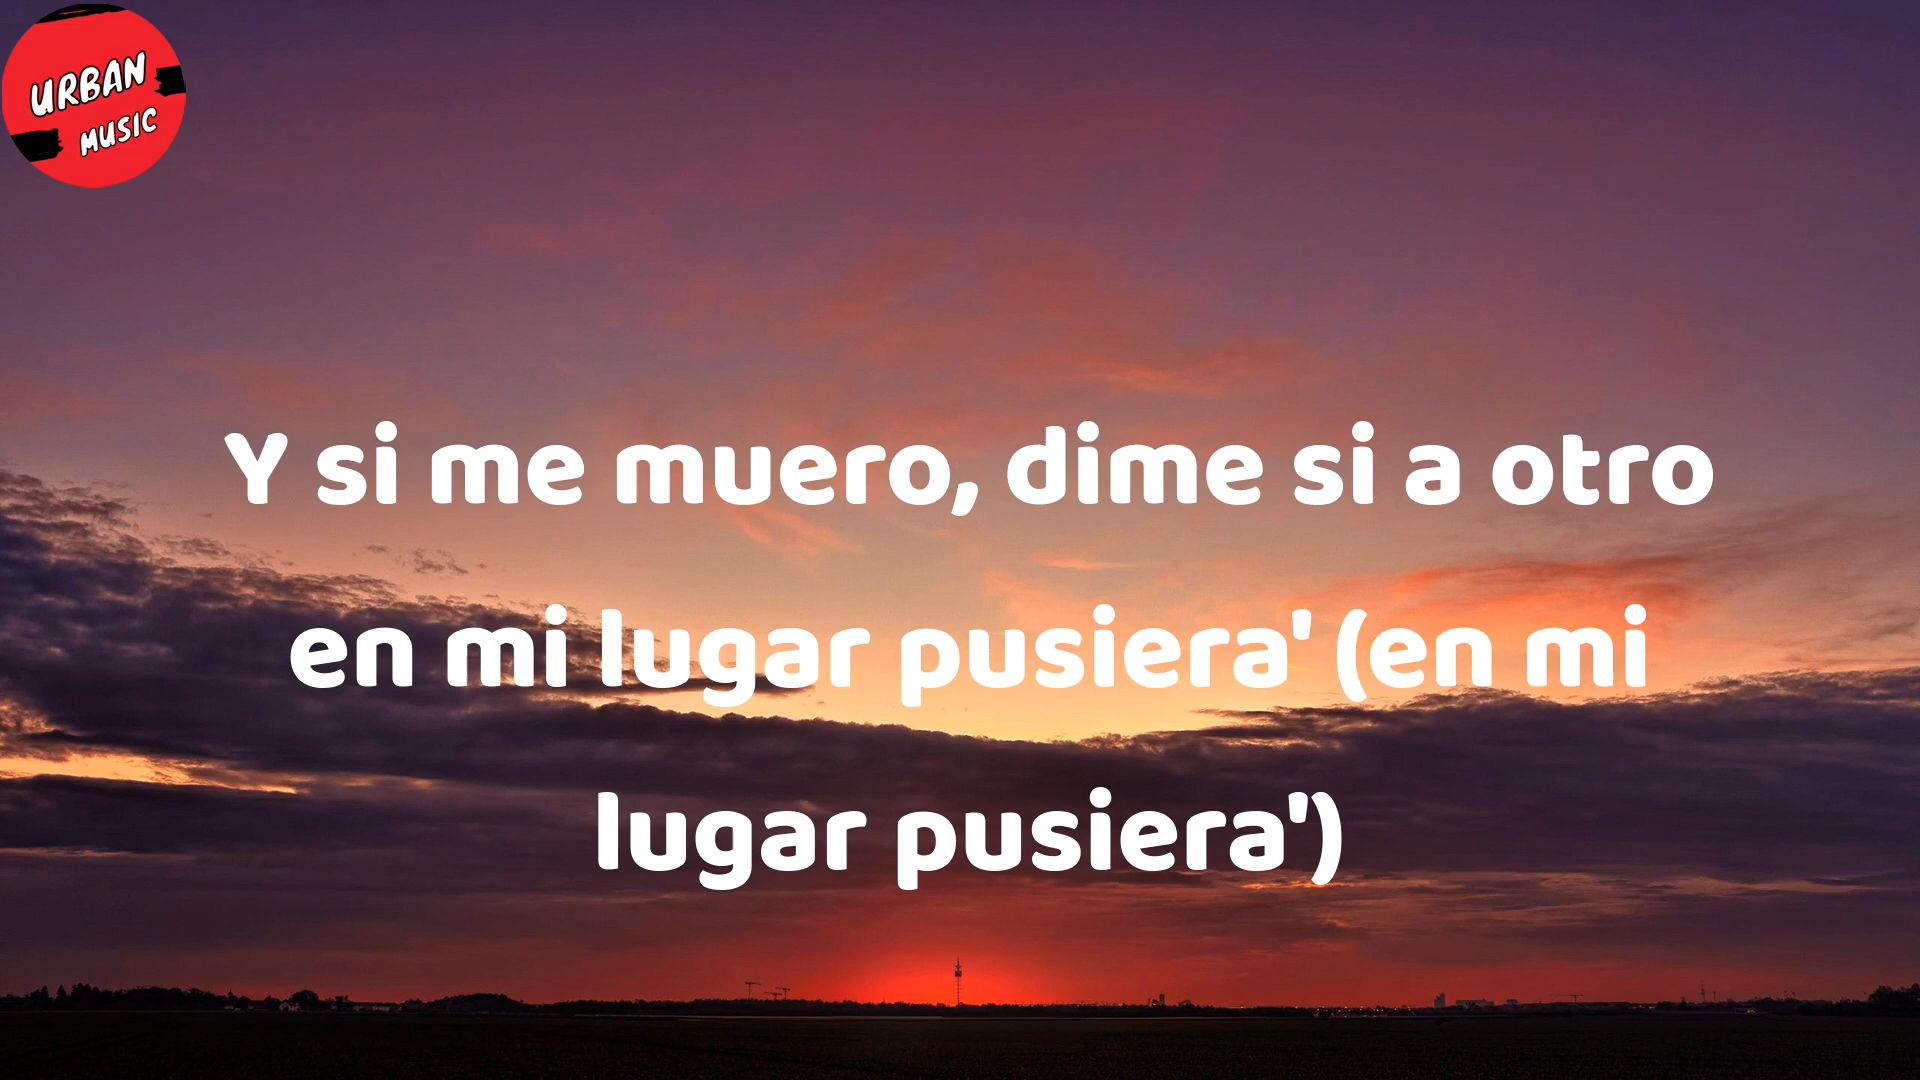 URBAN
MUSIC
Y si me muero, dime si a otro
en mi lugar pusiera' (en mi
lugar pusiera')